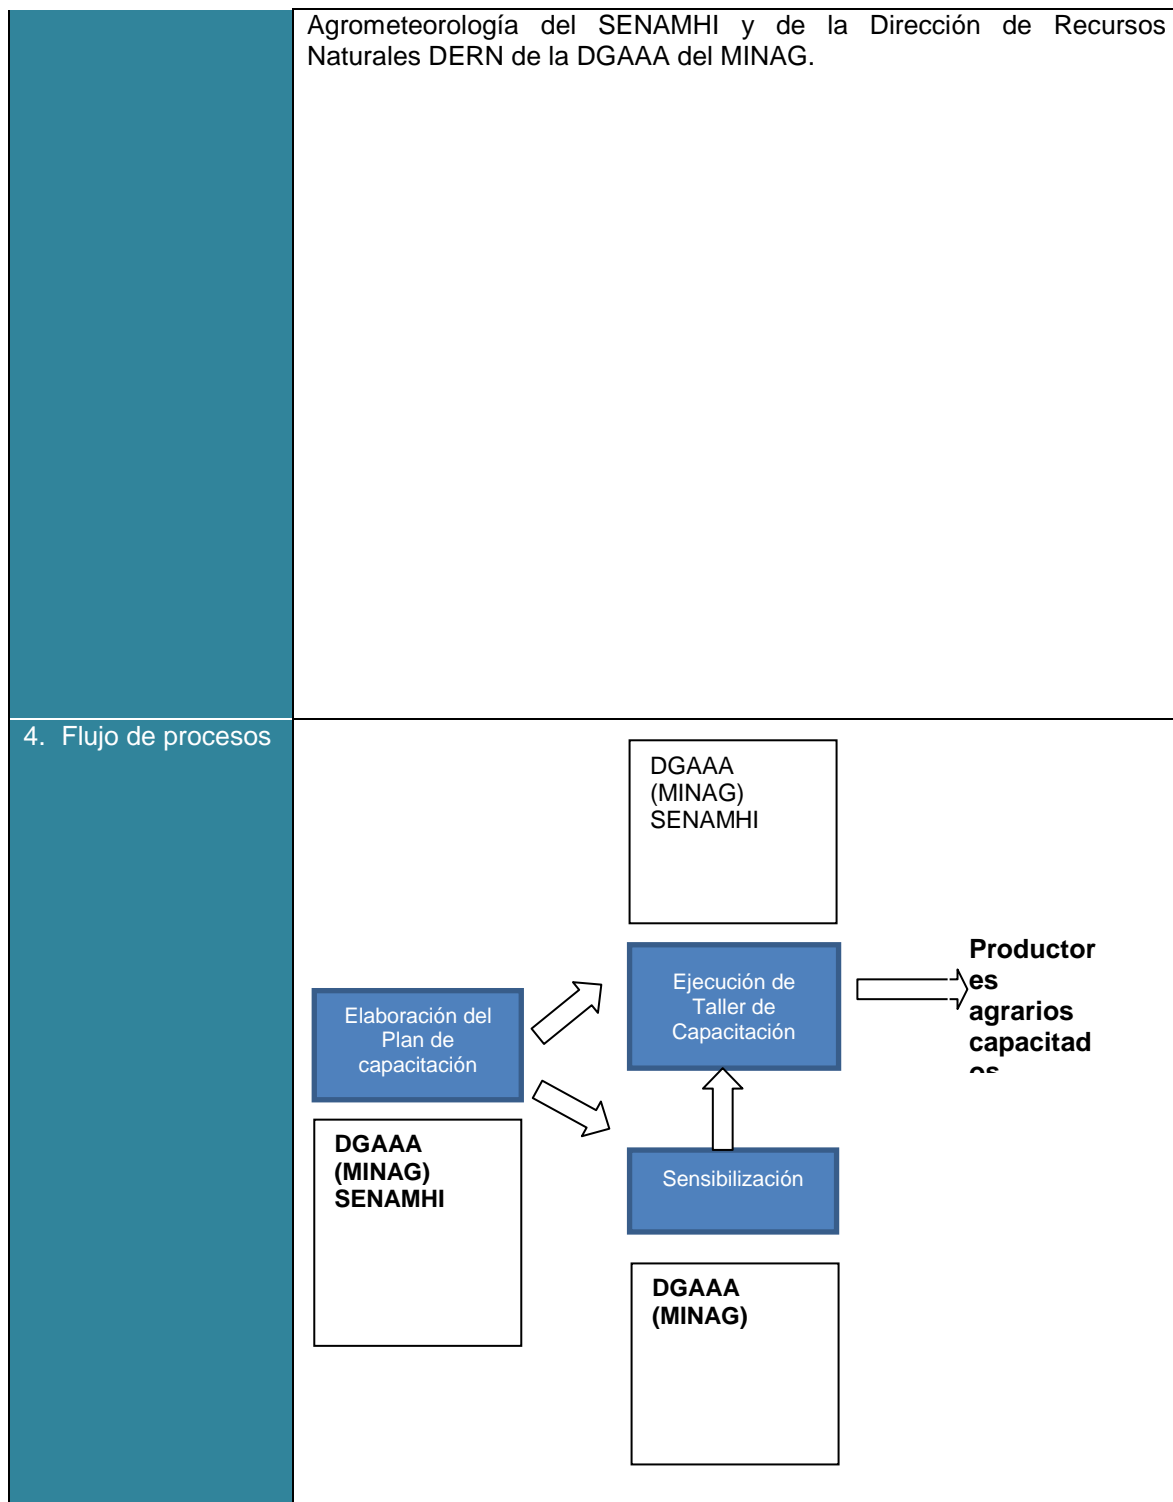 Agrometeorología del SENAMHI y de la Dirección de Recursos
Naturales DERN de la DGAAA del MINAG.
4. Flujo de procesos
DGAAA
(MINAG)
SENAMHI
Elaboración del
Plan de
capacitación
DGAAA
(MINAG)
SENAMHI
Ejecución de
Taller de
Capacitación
Productor
es
agrarios
capacitad
os
Sensibilización
DGAAA
(MINAG)